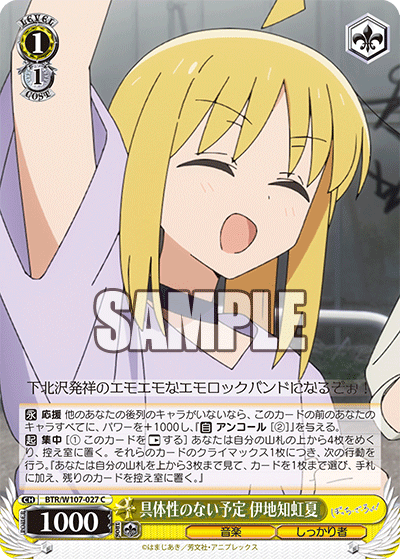 LEVEL
1
1
COST
SAMPLE
下北沢発祥のエモエモなエモロックバンドになるぞぉ!
永 応援 他のあなたの後列のキャラがいないなら、このカードの前のあなた
のキャラすべてに、パワーを+1000し、『自 アンコール [②]』を与える。
起 集中 [① このカードをする] あなたは自分の山札の上から4枚をめく
り、控え室に置く。それらのカードのクライマックス1枚につき、次の行動を行
う。『あなたは自分の山札を上から3枚まで見て、カードを1枚まで選び、手札
に加え、残りのカードを控え室に置く。』
CH BTR/W107-027 C
POWER
1000
具体性のない予定 伊地知虹夏
ぼっち・ざ・ろっく!
音楽
しっかり者
©はまじあき/芳文社・アニプレックス